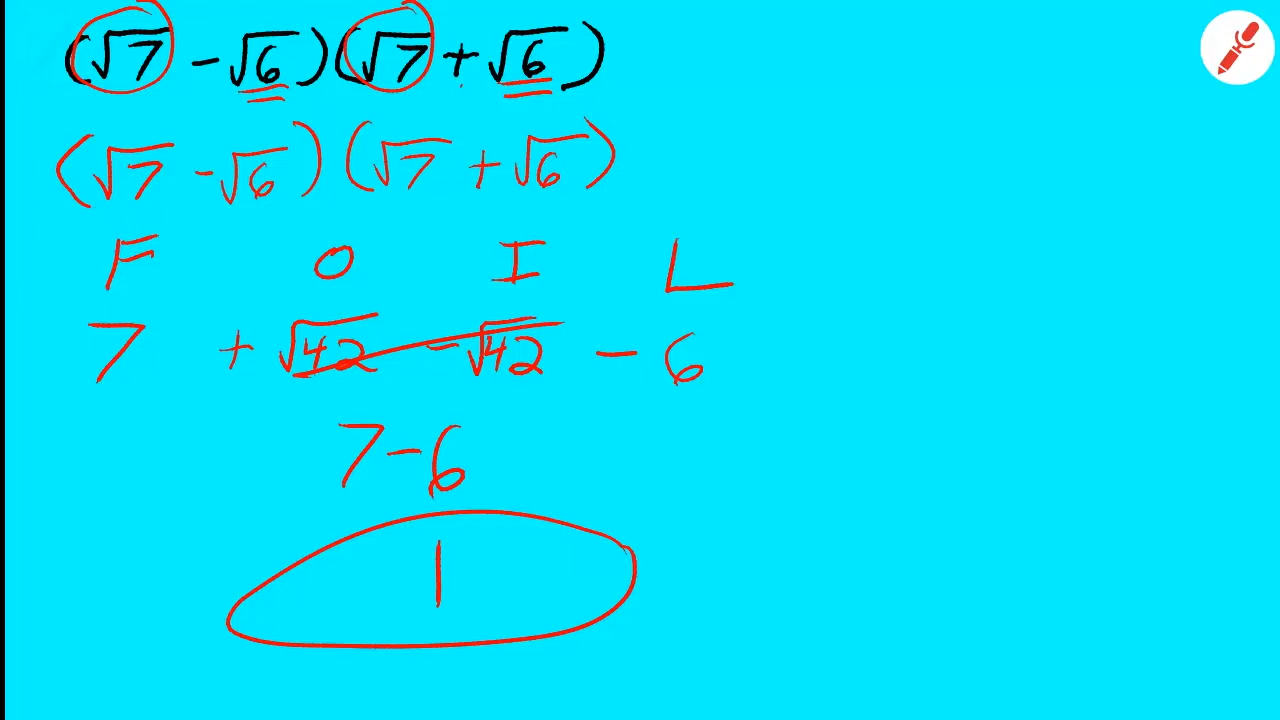 (√7 - √6)(√7 + √6)
(√7 - √6)(√7 + √6)
F O I L
7 + √42 - √42 - 6
7 - 6
1